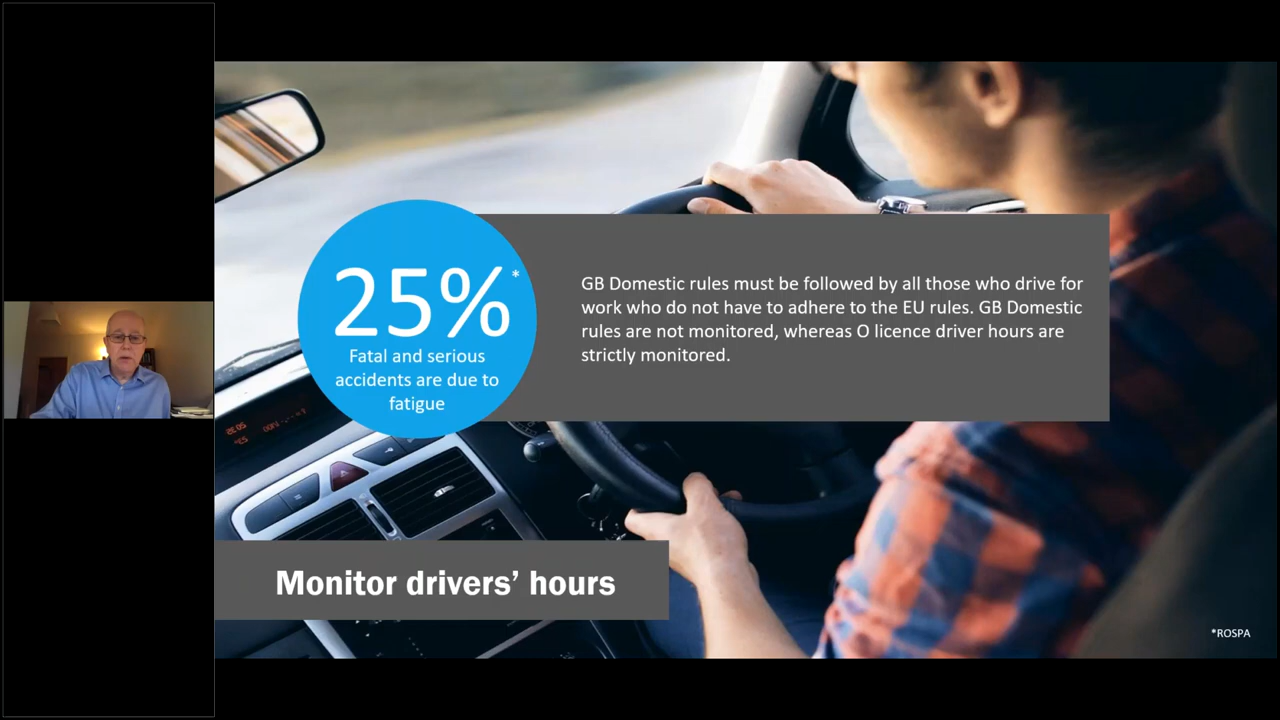 25%*
Fatal and serious
accidents are due to
fatigue
GB Domestic rules must be followed by all those who drive for
work who do not have to adhere to the EU rules. GB Domestic
rules are not monitored, whereas O licence driver hours are
strictly monitored.
Monitor drivers’ hours
*ROSPA